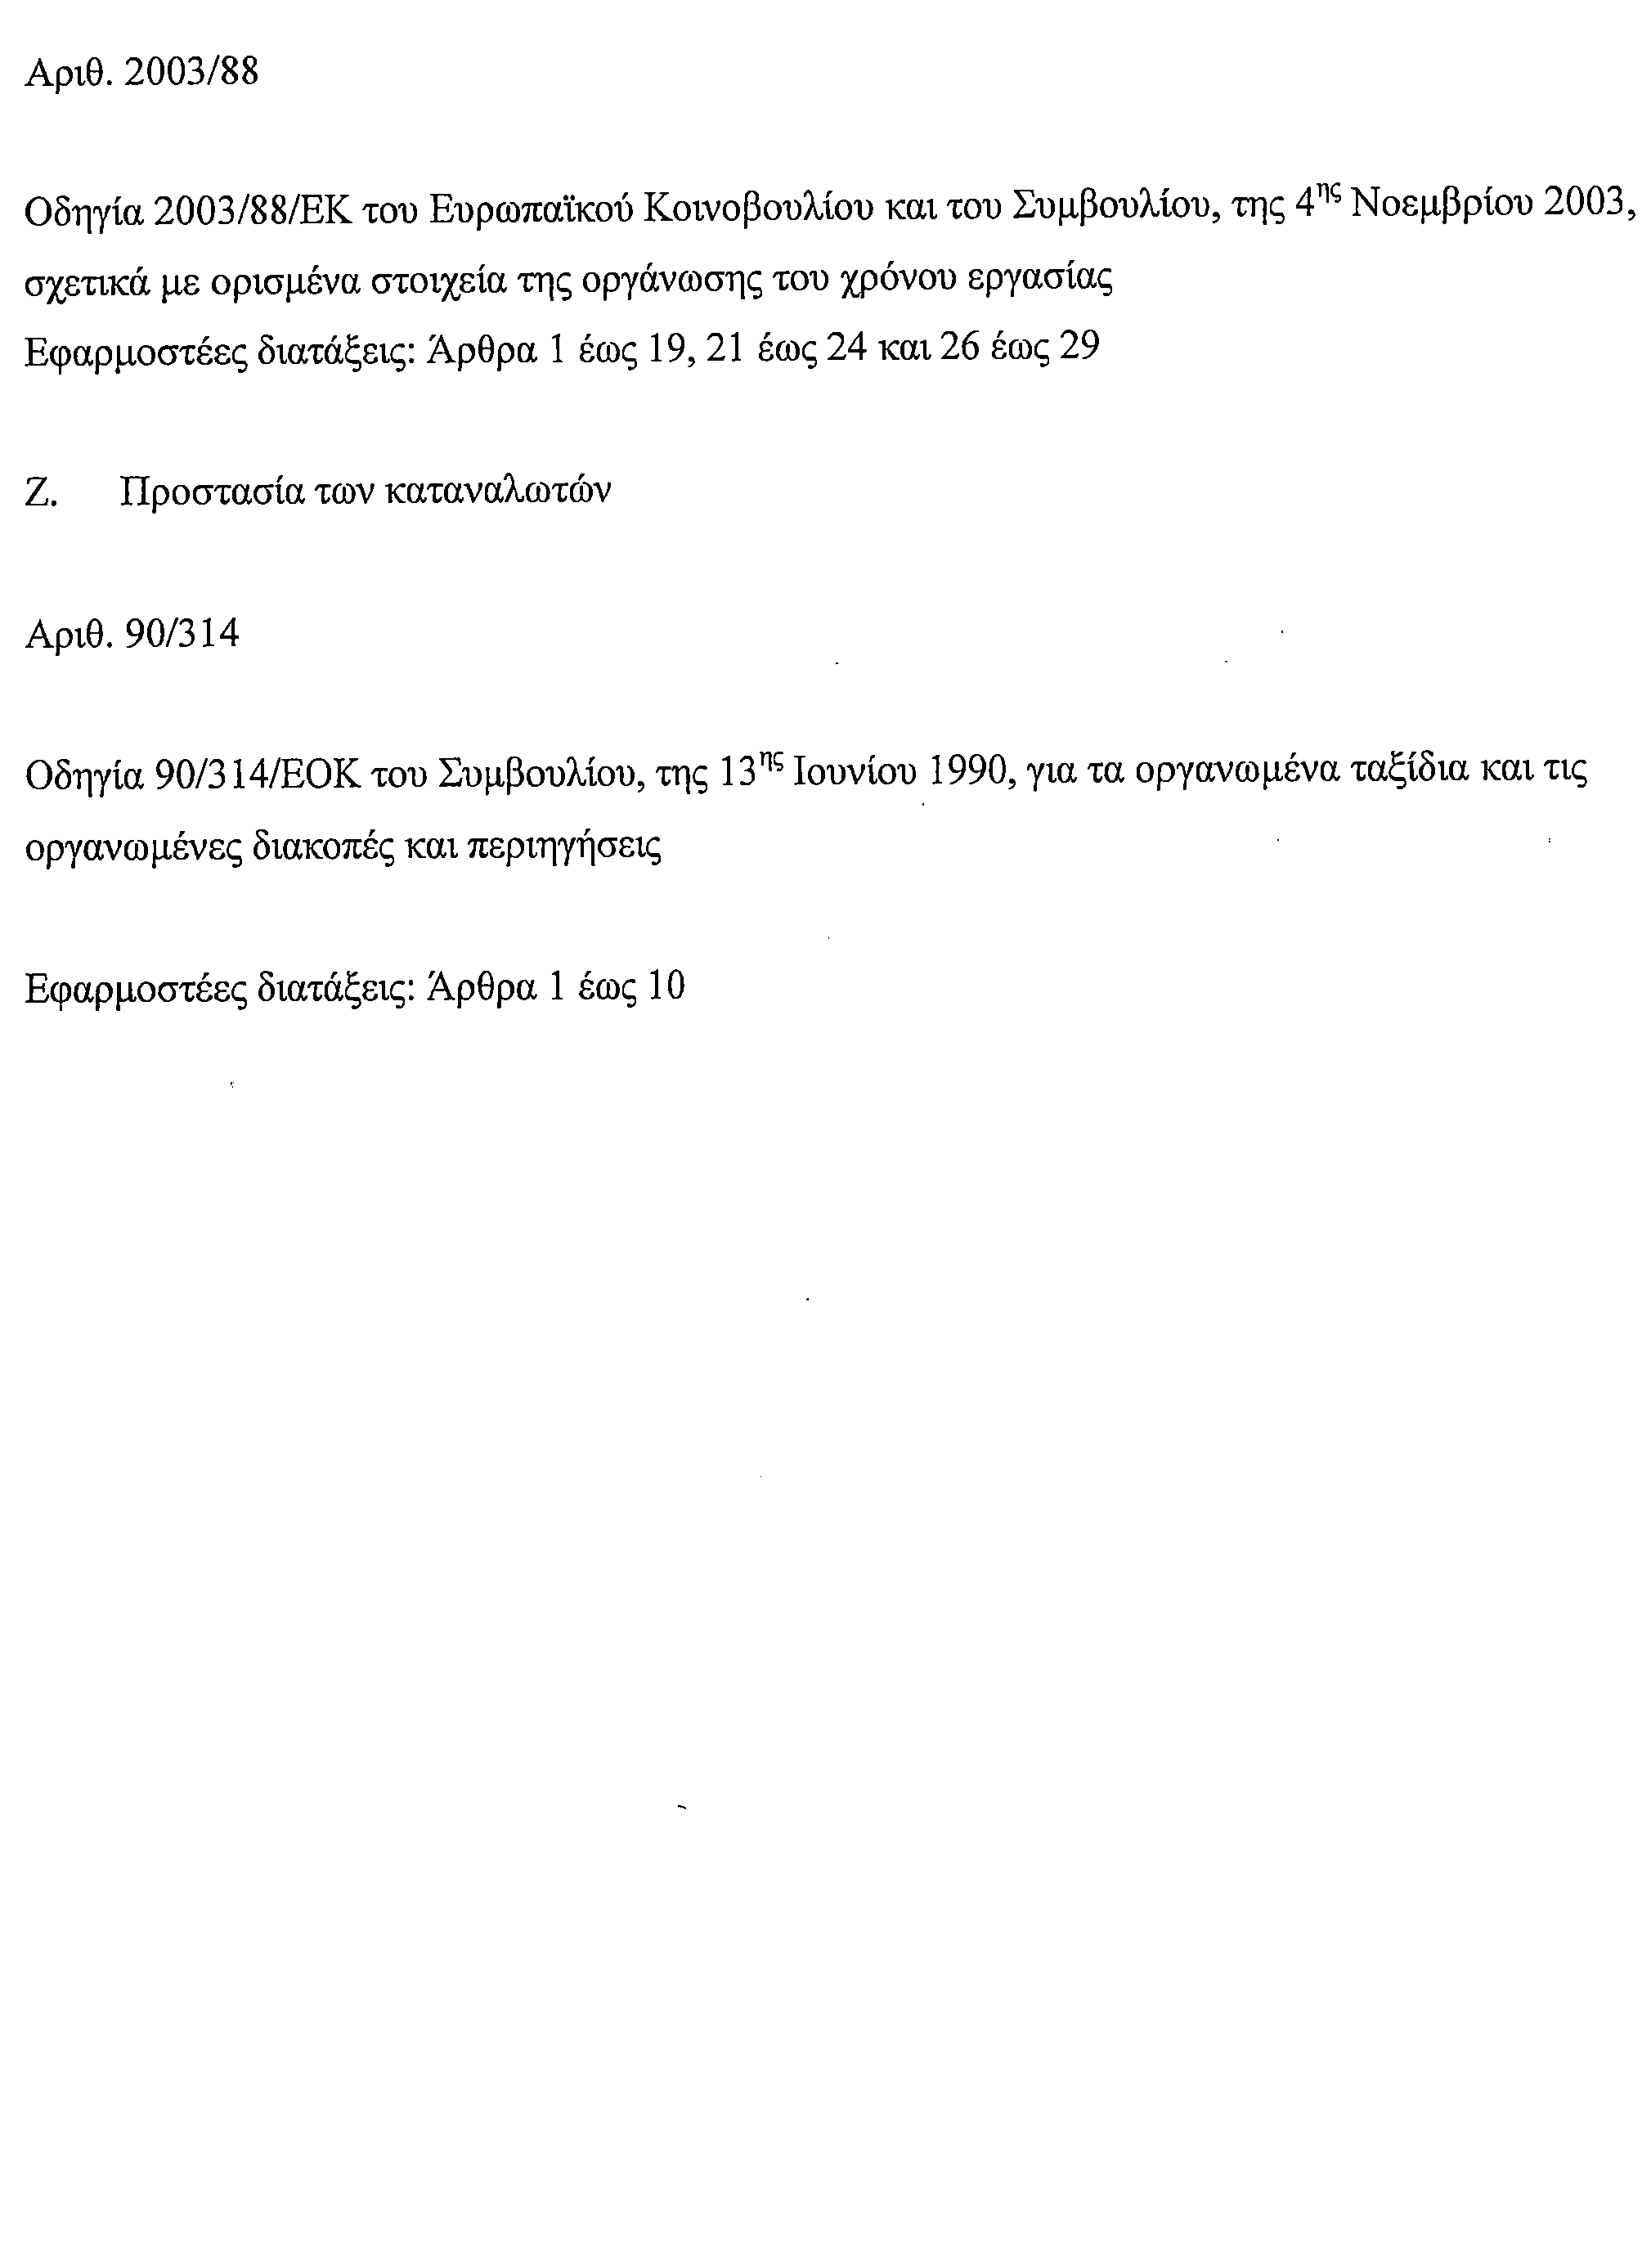 Αριθ. 2003/88
Οδηγία 2003/88/ΕΚ του Ευρωπαϊκού Κοινοβουλίου και του Συμβουλίου, της 4ης Νοεμβρίου 2003,
σχετικά με ορισμένα στοιχεία της οργάνωσης του χρόνου εργασίας
Εφαρμοστέες διατάξεις: Άρθρα 1 έως 19, 21 έως 24 και 26 έως 29
Ζ. Προστασία των καταναλωτών
Αριθ. 90/314
Οδηγία 90/314/ΕΟΚ του Συμβουλίου, της 13ης Ιουνίου 1990, για τα οργανωμένα ταξίδια και τις
οργανωμένες διακοπές και περιηγήσεις
Εφαρμοστέες διατάξεις: Άρθρα 1 έως 10